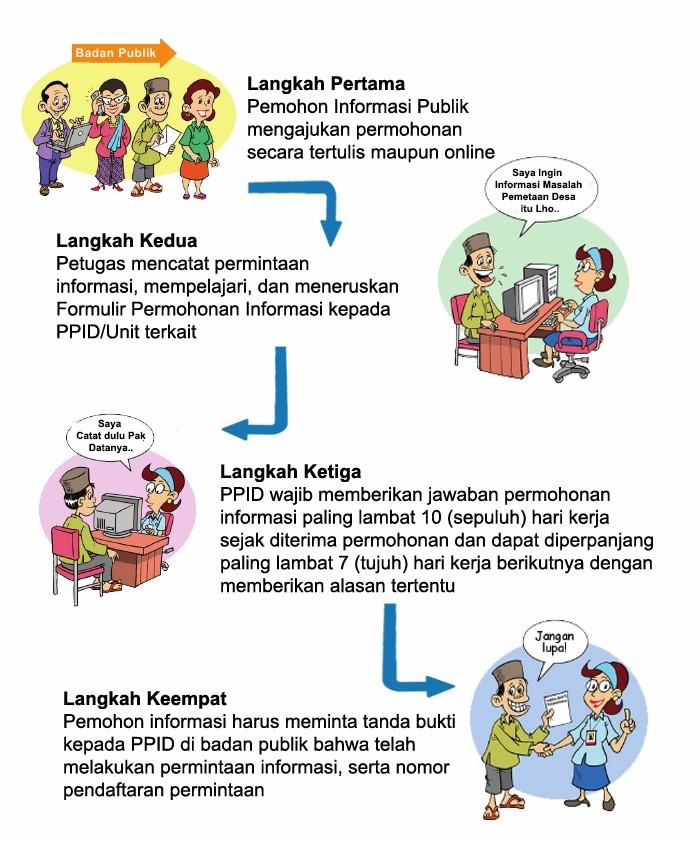 Badan Publik
Langkah Pertama
Pemohon Informasi Publik
mengajukan permohonan
secara tertulis maupun online
Saya Ingin
Informasi Masalah
Pemetaan Desa
itu Lho..
Langkah Kedua
Petugas mencatat permintaan
informasi, mempelajari, dan meneruskan
Formulir Permohonan Informasi kepada
PPID/Unit terkait
Saya
Catat dulu Pak
Datanya..
Langkah Ketiga
PPID wajib memberikan jawaban permohonan
informasi paling lambat 10 (sepuluh) hari kerja
sejak diterima permohonan dan dapat diperpanjang
paling lambat 7 (tujuh) hari kerja berikutnya dengan
memberikan alasan tertentu
Jangan
lupa!
Langkah Keempat
Pemohon informasi harus meminta tanda bukti
kepada PPID di badan publik bahwa telah
melakukan permintaan informasi, serta nomor
pendaftaran permintaan